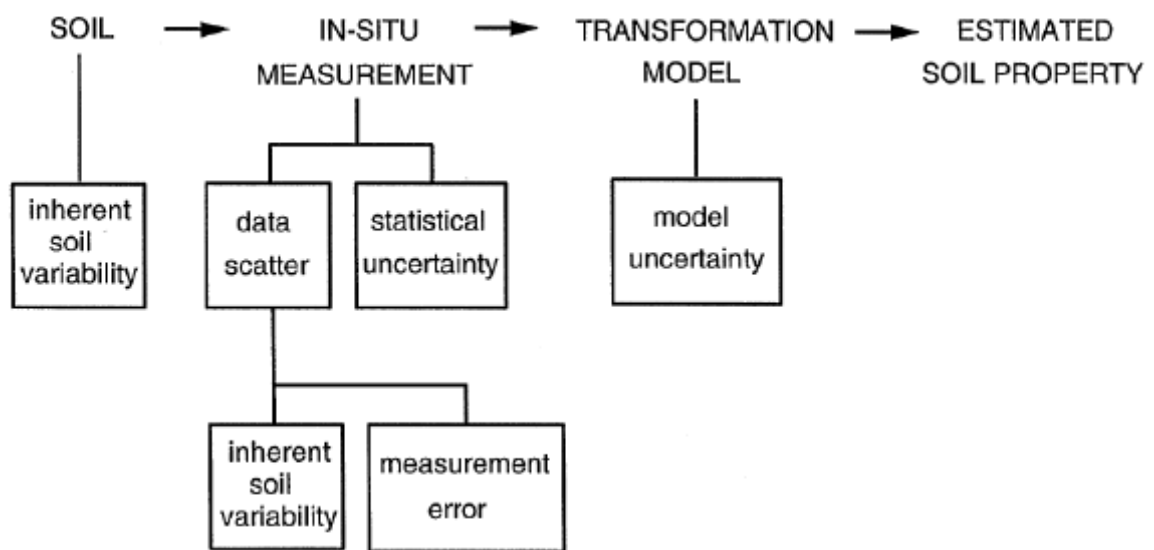 SOIL
IN-SITU
MEASUREMENT
TRANSFORMATION
MODEL
ESTIMATED
SOIL PROPERTY
inherent
soil
variability
data
scatter
statistical
uncertainty
model
uncertainty
inherent
soil
variability
measurement
error